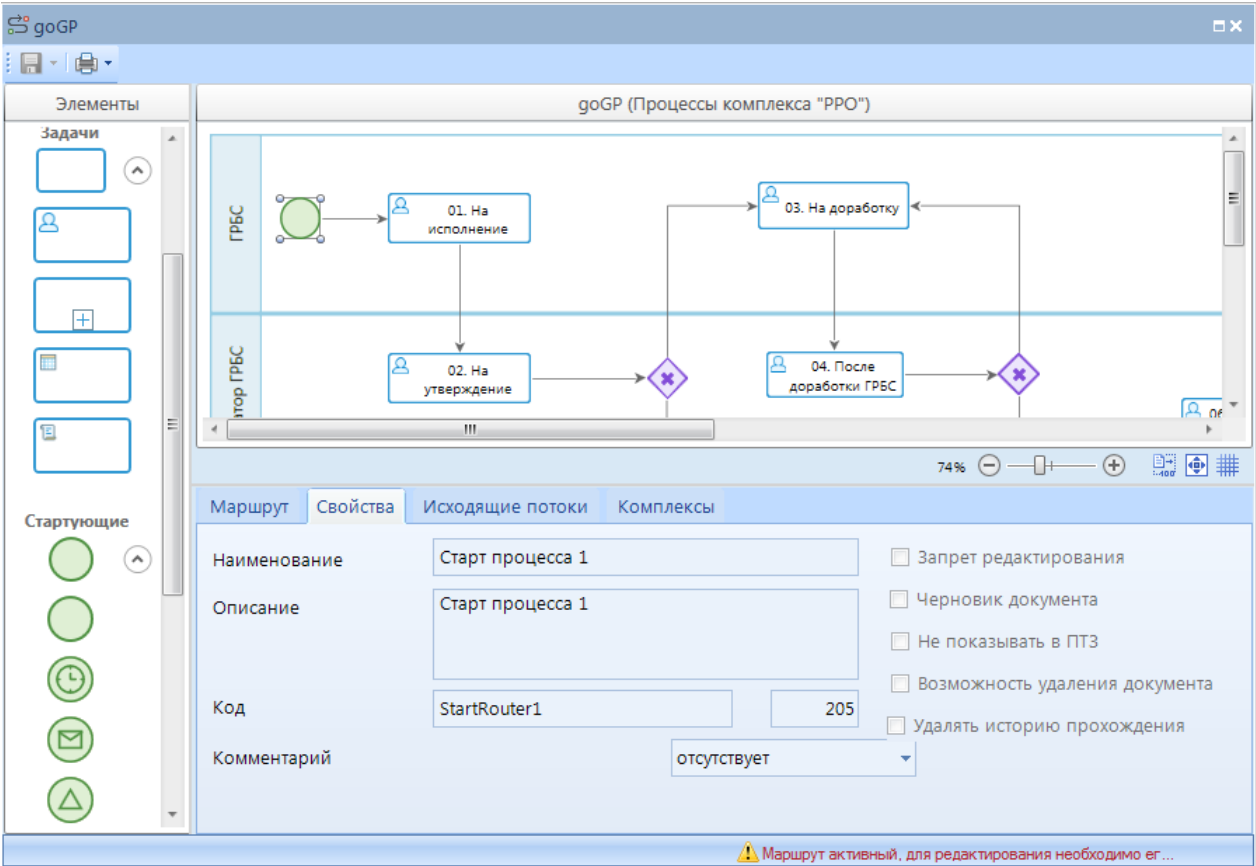 goGP
Элементы
goGP (Процессы комплекса "РРО")
Задачи
Стартующие
ГРБС
01. На
исполнение
03. На доработку
тор ГРБС
02. На
утверждение
04. После
доработки ГРБС
06
74%
Маршрут
Свойства
Исходящие потоки
Комплексы
Наименование
Старт процесса 1
Описание
Старт процесса 1
Код
StartRouter1
205
Комментарий
отсутствует
Запрет редактирования
Черновик документа
Не показывать в ПТЗ
Возможность удаления документа
Удалять историю прохождения
Маршрут активный, для редактирования необходимо ег...